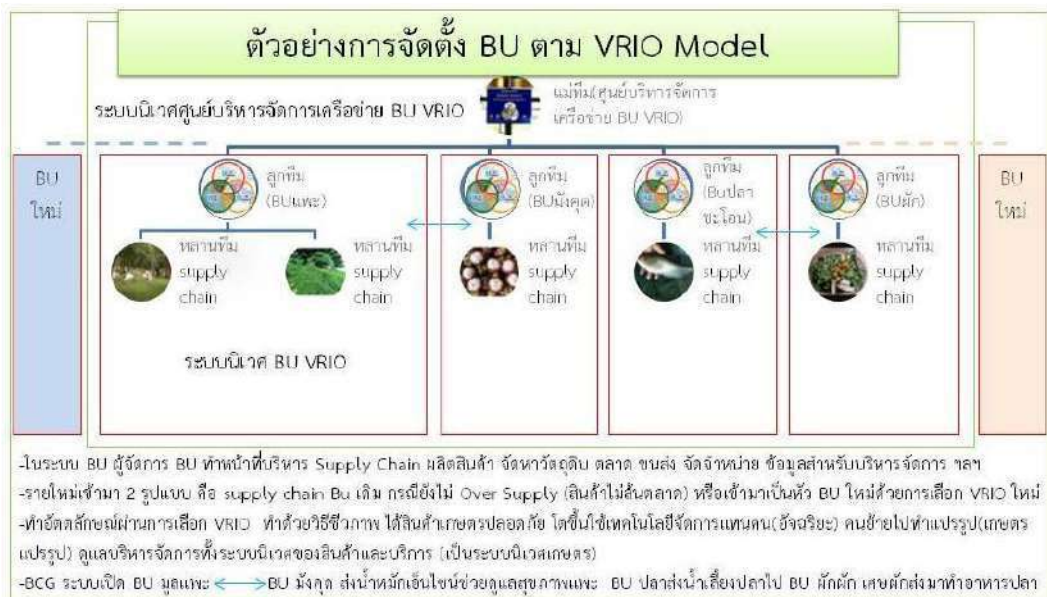 ตัวอย่างการจัดตั้ง BU ตาม VRIO Model
ระบบนิเวศศูนย์บริหารจัดการเครือข่าย BU VRIO
แม่ทีม(ศูนย์บริหารจัดการ
เครือข่าย BU VRIO)
BU
ใหม่
ลูกทีม
(BUแพะ)
หลานทีม
supply
chain
หลานทีม
supply
chain
ระบบนิเวศ BU VRIO
ลูกทีม
(BUมังคุด)
หลานทีม
supply
chain
ลูกทีม
(Buปลา
ชะโอน)
หลานทีม
supply
chain
ลูกทีม
(BUผัก)
หลานทีม
supply
chain
BU
ใหม่
-ในระบบ BU ผู้จัดการ BU ทำหน้าที่บริหาร Supply Chain ผลิตสินค้า จัดหาวัตถุดิบ ตลาด ขนส่ง จัดจำหน่าย ข้อมูลสำหรับบริหารจัดการ ฯลฯ
-รายใหม่เข้ามา 2 รูปแบบ คือ supply chain Bu เดิม กรณียังไม่ Over Supply (สินค้าไม่ล้นตลาด) หรือเข้ามาเป็นหัว BU ใหม่ด้วยการเลือก VRIO ใหม่
-ทำอัตลักษณ์ผ่านการเลือก VRIO ทำด้วยวิธีชีวภาพ ได้สินค้าเกษตรปลอดภัย โตขึ้นใช้เทคโนโลยีจัดการแทนคน(อัจฉริยะ) คนย้ายไปทำแปรรูป(เกษตร
แปรรูป) ดูแลบริหารจัดการทั้งระบบนิเวศของสินค้าและบริการ (เป็นระบบนิเวศเกษตร)
-BCG ระบบเปิด BU มูลแพะ BU มังคุด ส่งน้ำหมักเอ็นไซน์ช่วยดูแลสุขภาพแพะ BU ปลาส่งน้ำเลี้ยงปลาไป BU ผักผัก เศษผักส่งมาทำอาหารปลา